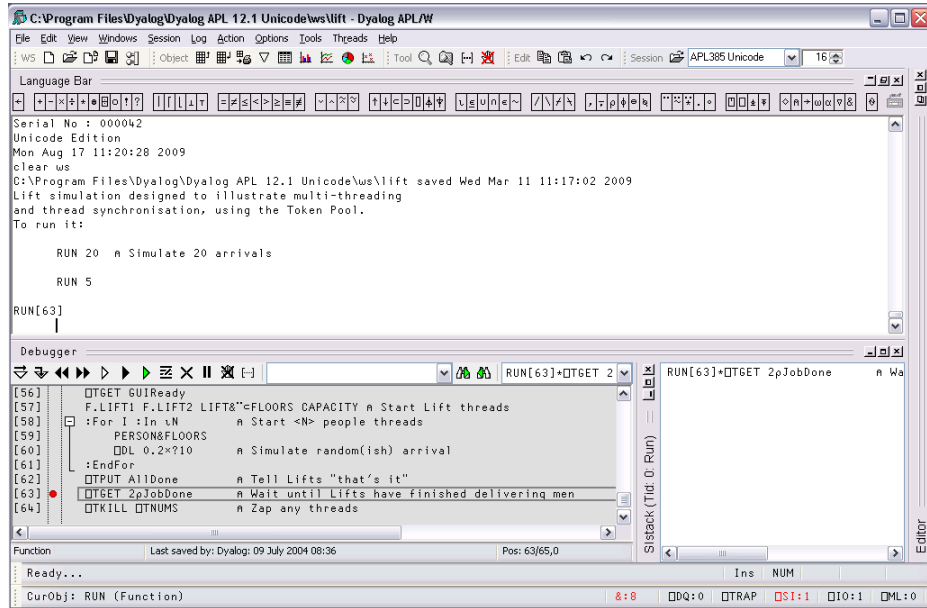 C:\Program Files\Dyalog\Dyalog APL 12.1 Unicode\ws\lift - Dyalog APL/W
File Edit View Windows Session Log Action Options Tools Threads Help
WS Object Tool Edit Session APL385 Unicode 16
Language Bar
← + - × ÷ * ⍟ ⌹ ○ ! ? | ⌈ ⌊ ⊥ ⊤ = ≠ ≤ < > ≥ ≡ ≢ ∨ ∧ ⍲ ⍱ ↑ ↓ ⊂ ⊃ ⌷ ⍋ ⍒ ⍳ ⍷ ∪ ∩ ∊ ~ / \ ⌿ ⍀ , ⍪ ⍴ ⌽ ⊖ ⍉ ¨ ⍨ ⍣ . ∘ ⍞ ⎕ ⍎ ⍕ ⋄ ⍝ → ⍵ ⍺ ∇ & ⍬
Serial No : 000042
Unicode Edition
Mon Aug 17 11:20:28 2009
clear ws
C:\Program Files\Dyalog\Dyalog APL 12.1 Unicode\ws\lift saved Wed Mar 11 11:17:02 2009
Lift simulation designed to illustrate multi-threading
and thread synchronisation, using the Token Pool.
To run it:
RUN 20 ⍝ Simulate 20 arrivals
RUN 5
RUN[63]
Debugger
RUN[63]*⎕TGET 2
[56] ⎕TGET GUIReady
[57] F.LIFT1 F.LIFT2 LIFT&¨⊂FLOORS CAPACITY ⍝ Start Lift threads
[58] :For I :In ⍳N ⍝ Start <N> people threads
[59] PERSON&FLOORS
[60] ⎕DL 0.2×?10 ⍝ Simulate random(ish) arrival
[61] :EndFor
[62] ⎕TPUT AllDone ⍝ Tell Lifts "that's it"
[63] ⎕TGET 2⍴JobDone ⍝ Wait until Lifts have finished delivering men
[64] ⎕TKILL ⎕TNUMS ⍝ Zap any threads
Function Last saved by: Dyalog: 09 July 2004 08:36 Pos: 63/65,0
SIstack (Tid: 0: Run)
RUN[63]*⎕TGET 2⍴JobDone ⍝ Wa
Editor
Ready... Ins NUM
CurObj: RUN (Function) &:8 ⎕DQ:0 ⎕TRAP ⎕SI:1 ⎕IO:1 ⎕ML:0